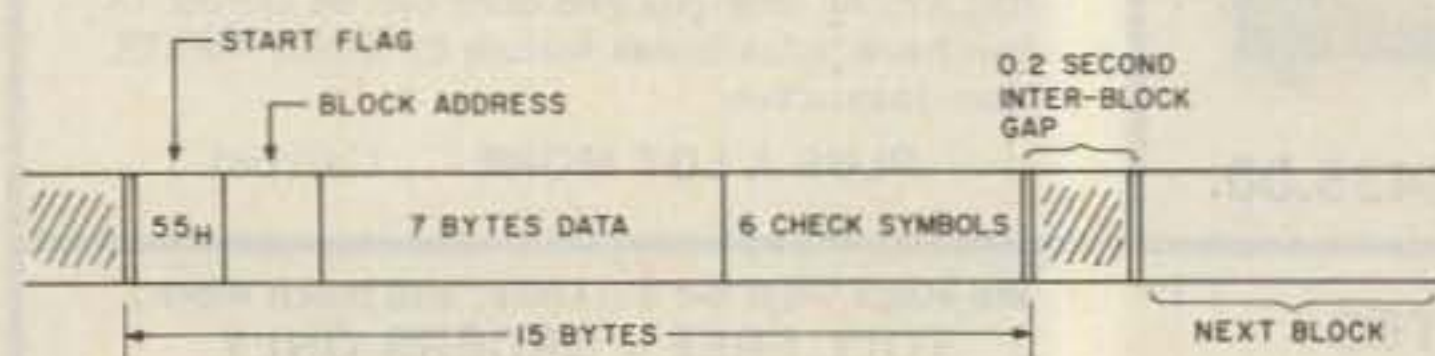 START FLAG
BLOCK ADDRESS
0.2 SECOND
INTER-BLOCK
GAP
55H
7 BYTES DATA
6 CHECK SYMBOLS
15 BYTES
NEXT BLOCK